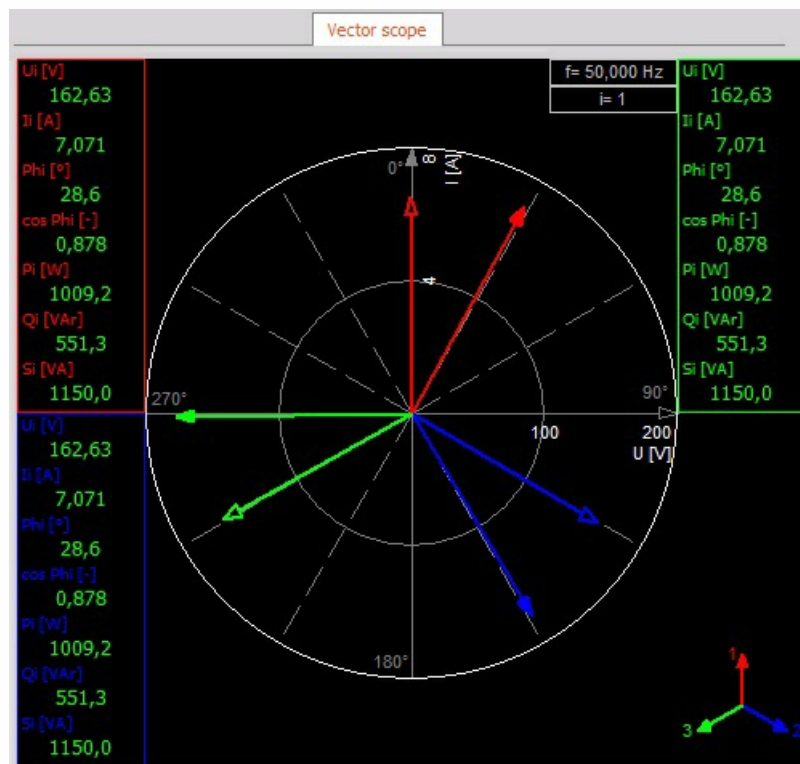 Vector scope
Ui [V]
162,63
Ii [A]
7,071
Phi [°]
28,6
cos Phi [-]
0,878
Pi [W]
1009,2
Qi [VAr]
551,3
Si [VA]
1150,0
Ui [V]
162,63
Ii [A]
7,071
Phi [°]
28,6
cos Phi [-]
0,878
Pi [W]
1009,2
Qi [VAr]
551,3
Si [VA]
1150,0
f= 50,000 Hz
i= 1
0°
8
I [A]
4
270°
90°
100
200
U [V]
180°
Ui [V]
162,63
Ii [A]
7,071
Phi [°]
28,6
cos Phi [-]
0,878
Pi [W]
1009,2
Qi [VAr]
551,3
Si [VA]
1150,0
1
3
2